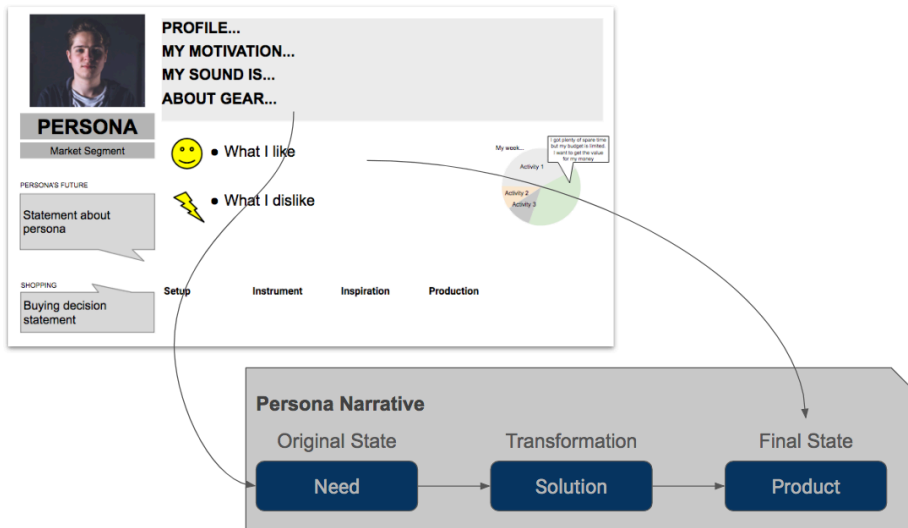 PROFILE...
MY MOTIVATION...
MY SOUND IS...
ABOUT GEAR...
PERSONA
Market Segment
• What I like
• What I dislike
My week...
I got plenty of spare time
but my budget is limited.
I want to get the value
for my money
Activity 1
Activity 2
Activity 3
PERSONA'S FUTURE
Statement about
persona
SHOPPING
Buying decision
statement
Setup
Instrument
Inspiration
Production
Persona Narrative
Original State
Transformation
Final State
Need
Solution
Product